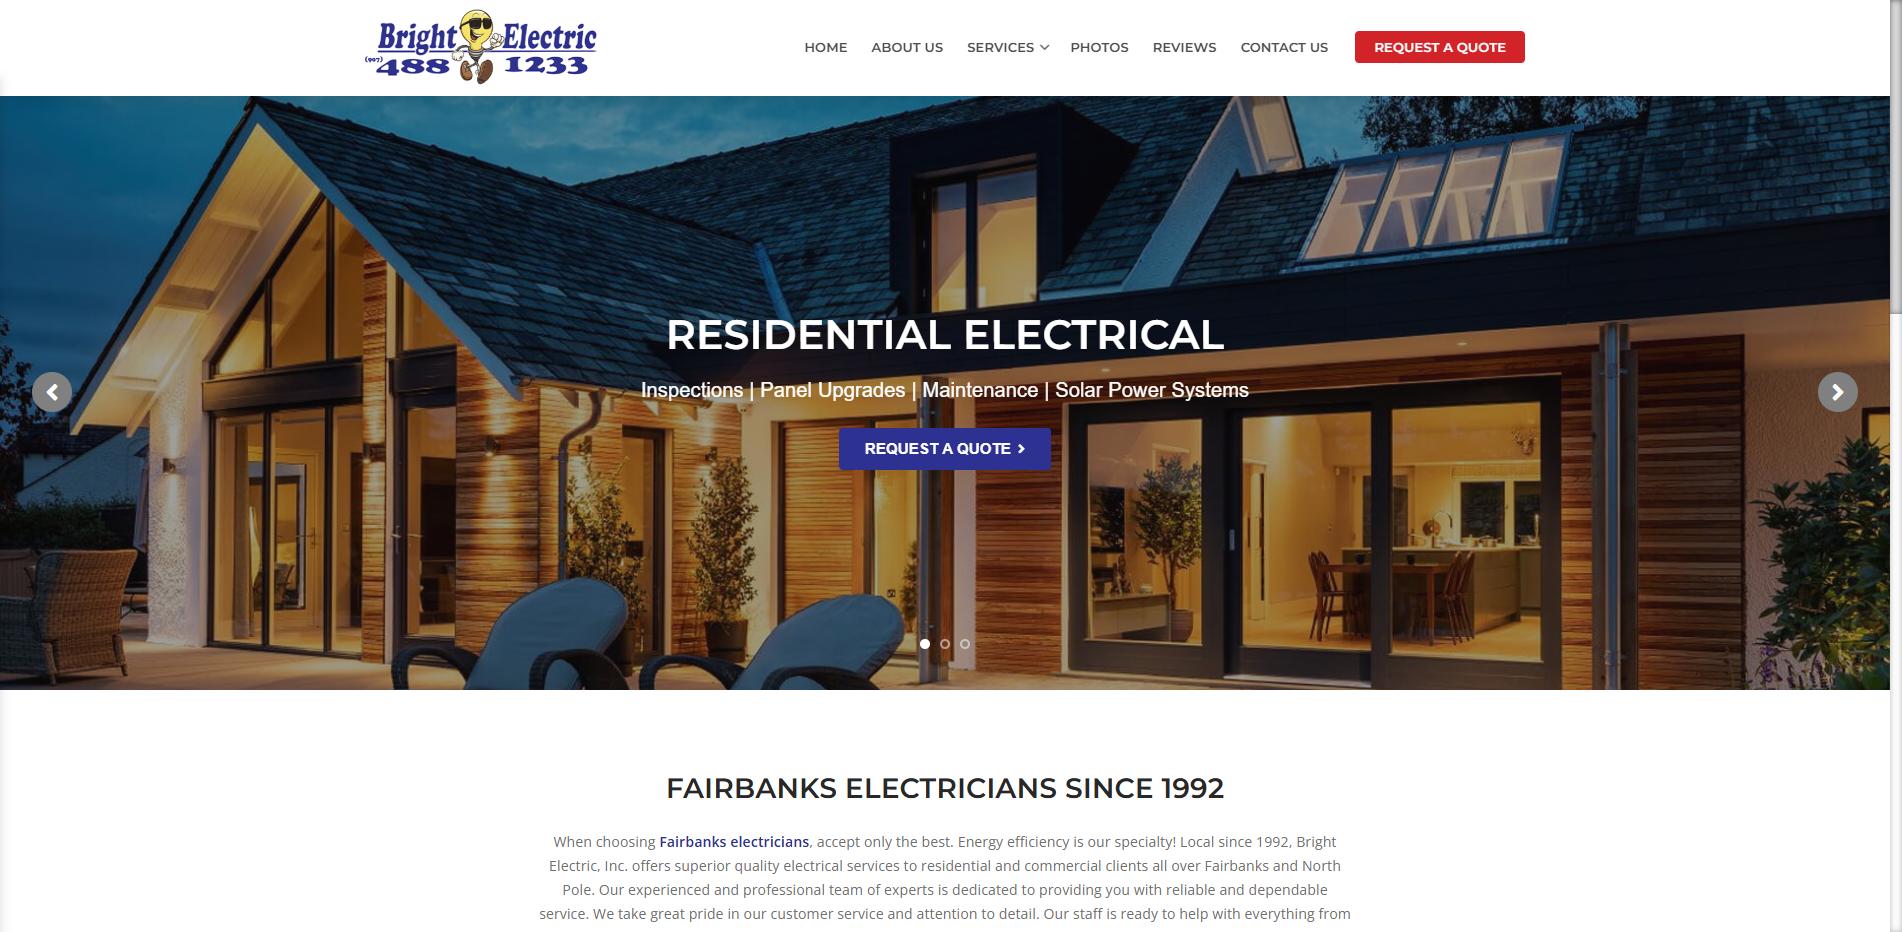 Bright Electric
(907) 488 1233
HOME ABOUT US SERVICES PHOTOS REVIEWS CONTACT US REQUEST A QUOTE
RESIDENTIAL ELECTRICAL
Inspections | Panel Upgrades | Maintenance | Solar Power Systems
REQUEST A QUOTE
FAIRBANKS ELECTRICIANS SINCE 1992
When choosing Fairbanks electricians, accept only the best. Energy efficiency is our specialty! Local since 1992, Bright
Electric, Inc. offers superior quality electrical services to residential and commercial clients all over Fairbanks and North
Pole. Our experienced and professional team of experts is dedicated to providing you with reliable and dependable
service. We take great pride in our customer service and attention to detail. Our staff is ready to help with everything from